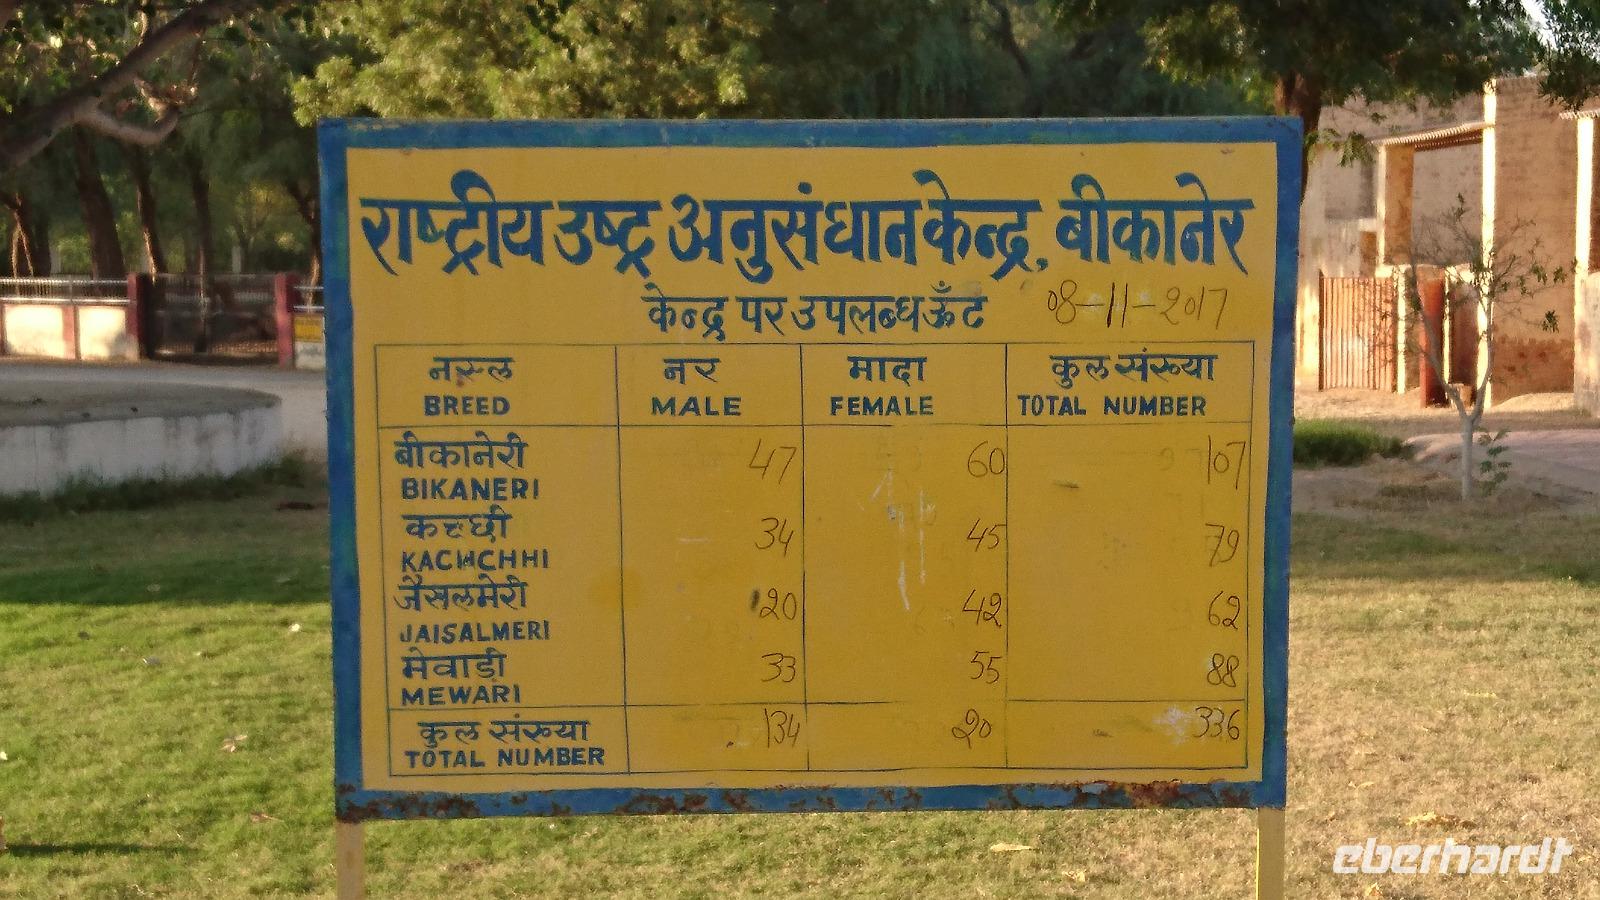 राष्ट्रीय उष्ट्र अनुसंधान केन्द्र, बीकानेर
केन्द्र पर उपलब्ध ऊँट 08-11-2017
नस्ल नर मादा कुल संख्या
BREED MALE FEMALE TOTAL NUMBER
बीकानेरी 47 60 107
BIKANERI
कच्छी 34 45 79
KACHCHHI
जैसलमेरी 20 42 62
JAISALMERI
मेवाड़ी 33 55 88
MEWARI
कुल संख्या 134 20 336
TOTAL NUMBER
eberhardt